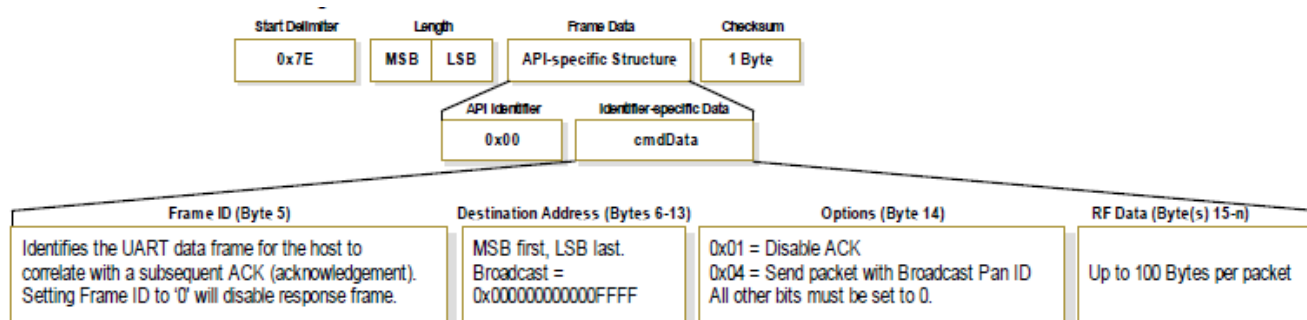 Start Delimiter Length Frame Data Checksum
0x7E MSB LSB API-specific Structure 1 Byte
API Identifier Identifier-specific Data
0x00 cmdData
Frame ID (Byte 5)
Identifies the UART data frame for the host to
correlate with a subsequent ACK (acknowledgement).
Setting Frame ID to ‘0' will disable response frame.
Destination Address (Bytes 6-13)
MSB first, LSB last.
Broadcast =
0x000000000000FFFF
Options (Byte 14)
0x01 = Disable ACK
0x04 = Send packet with Broadcast Pan ID
All other bits must be set to 0.
RF Data (Byte(s) 15-n)
Up to 100 Bytes per packet